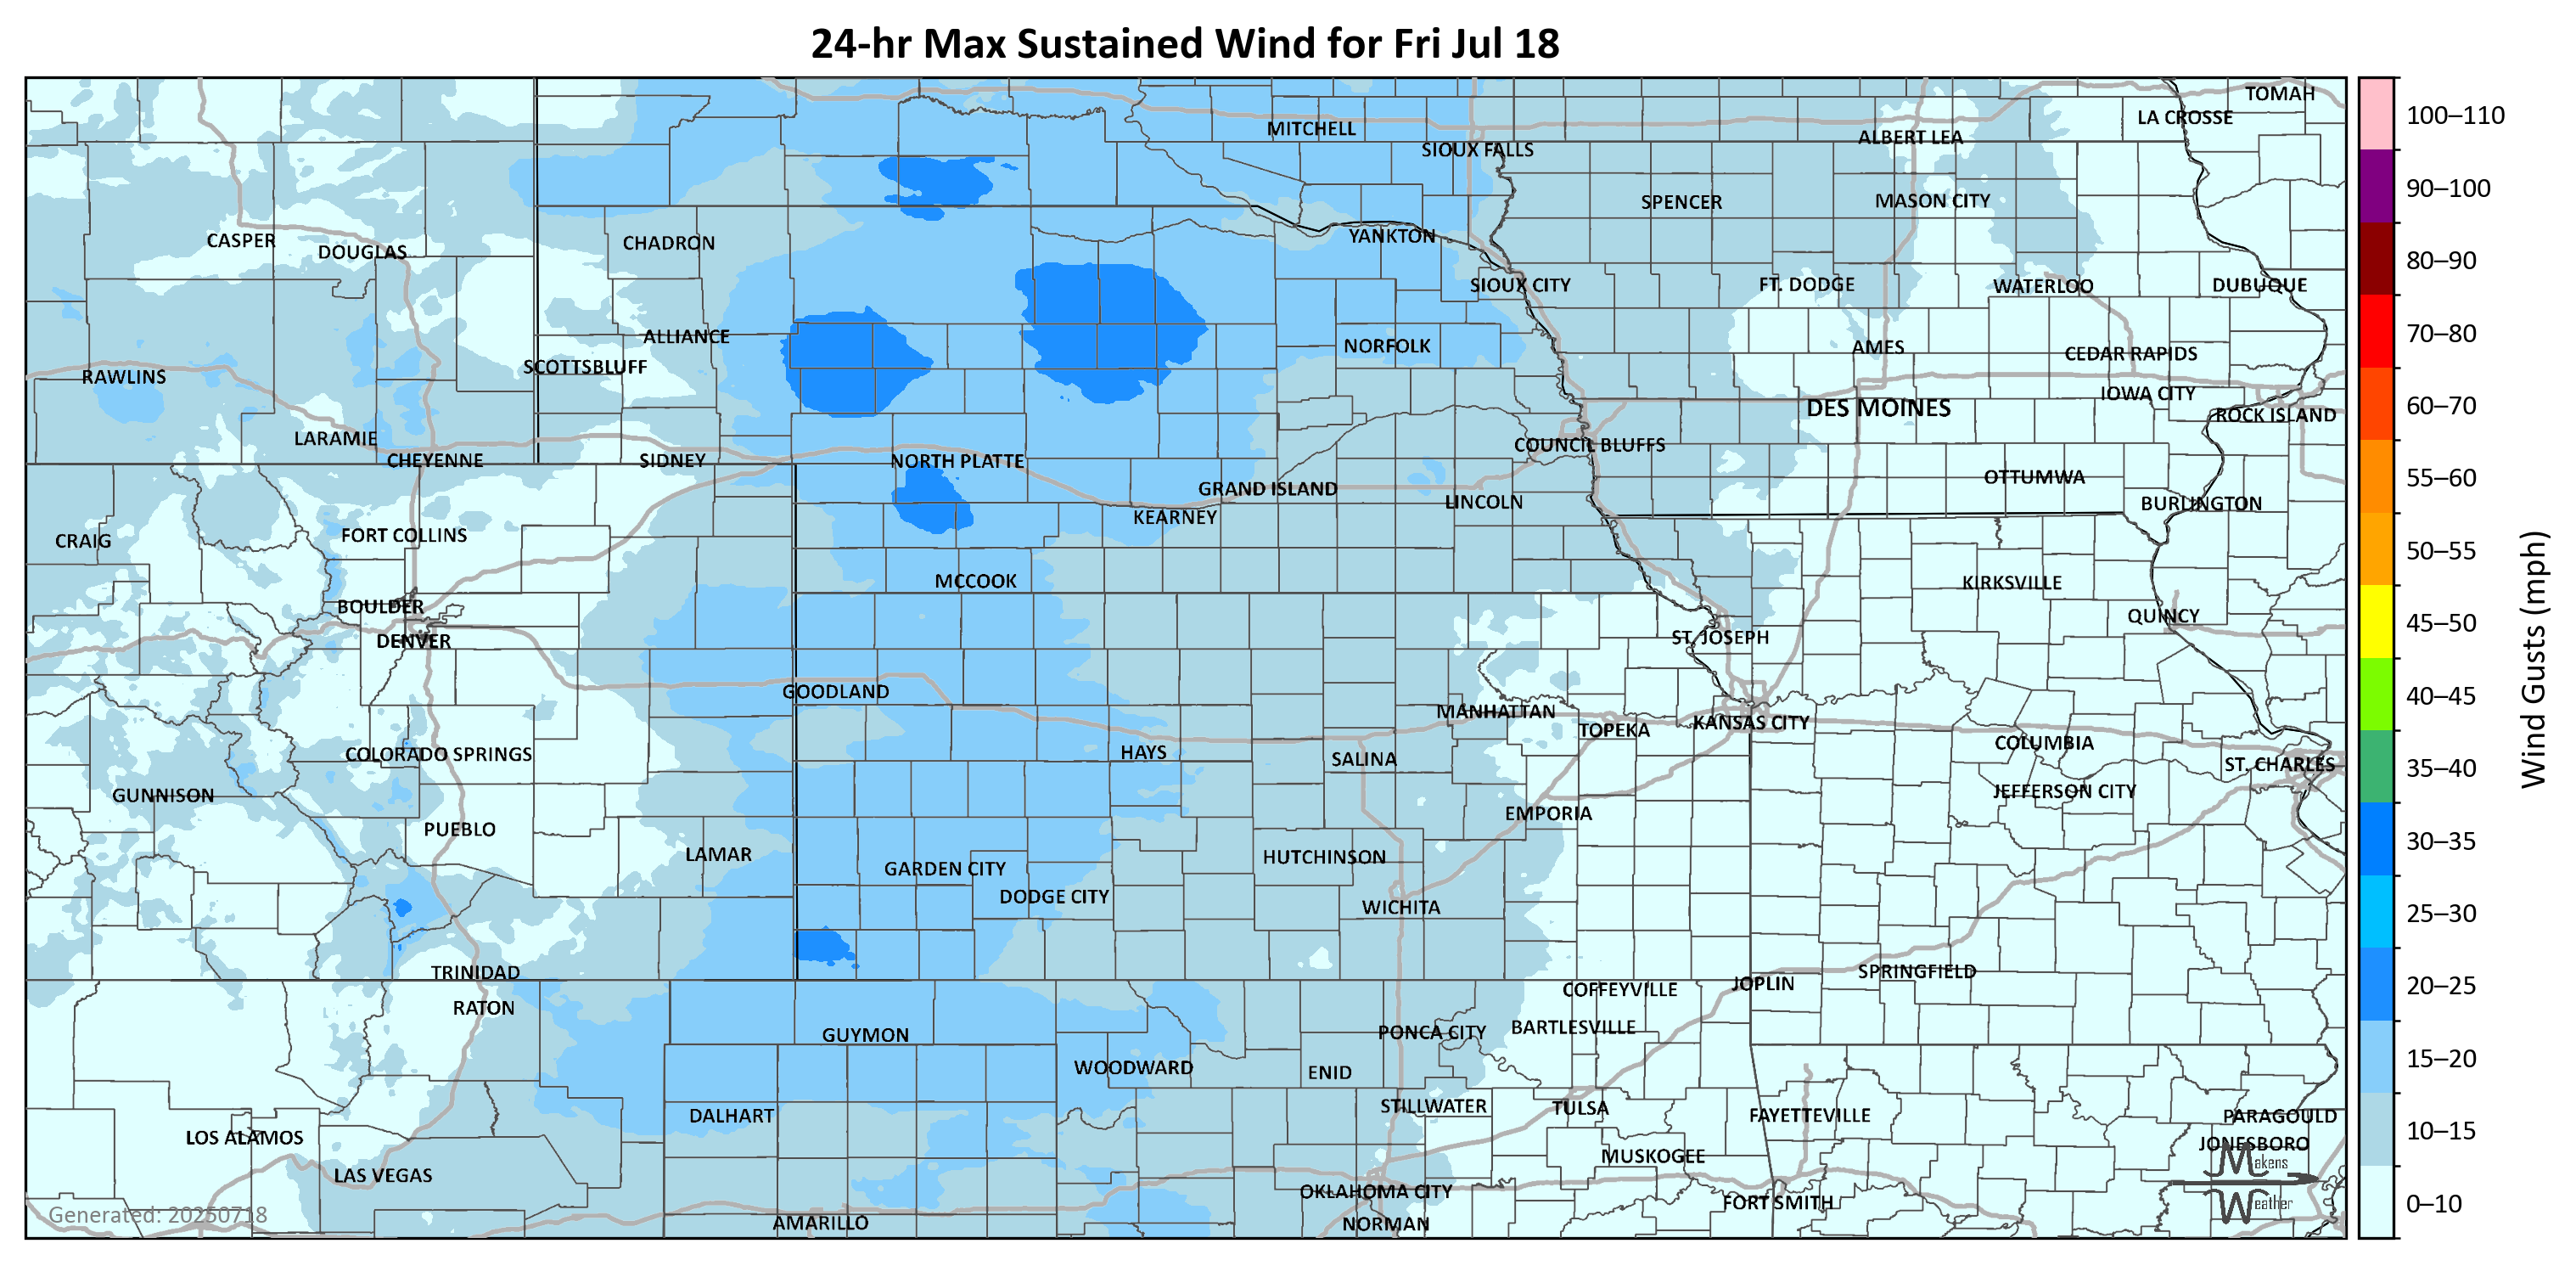 24-hr Max Sustained Wind for Fri Jul 18
TOMAH
LA CROSSE
MITCHELL
ALBERT LEA
SIOUX FALLS
SPENCER
MASON CITY
CASPER
DOUGLAS
CHADRON
YANKTON
SIOUX CITY
FT. DODGE
WATERLOO
DUBUQUE
ALLIANCE
NORFOLK
AMES
CEDAR RAPIDS
SCOTTSBLUFF
RAWLINS
IOWA CITY
DES MOINES
ROCK ISLAND
LARAMIE
COUNCIL BLUFFS
CHEYENNE
SIDNEY
NORTH PLATTE
OTTUMWA
GRAND ISLAND
LINCOLN
BURLINGTON
KEARNEY
FORT COLLINS
CRAIG
MCCOOK
KIRKSVILLE
BOULDER
QUINCY
DENVER
ST. JOSEPH
GOODLAND
MANHATTAN
KANSAS CITY
TOPEKA
COLORADO SPRINGS
HAYS
SALINA
COLUMBIA
ST. CHARLES
GUNNISON
JEFFERSON CITY
EMPORIA
PUEBLO
LAMAR
HUTCHINSON
GARDEN CITY
DODGE CITY
WICHITA
TRINIDAD
SPRINGFIELD
JOPLIN
COFFEYVILLE
RATON
GUYMON
PONCA CITY
BARTLESVILLE
WOODWARD
ENID
STILLWATER
TULSA
DALHART
FAYETTEVILLE
PARAGOULD
LOS ALAMOS
JONESBORO
MUSKOGEE
LAS VEGAS
OKLAHOMA CITY
FORT SMITH
AMARILLO
NORMAN
Makens
Weather
Generated: 20250718
100–110
90–100
80–90
70–80
60–70
55–60
50–55
45–50
40–45
35–40
30–35
25–30
20–25
15–20
10–15
0–10
Wind Gusts (mph)